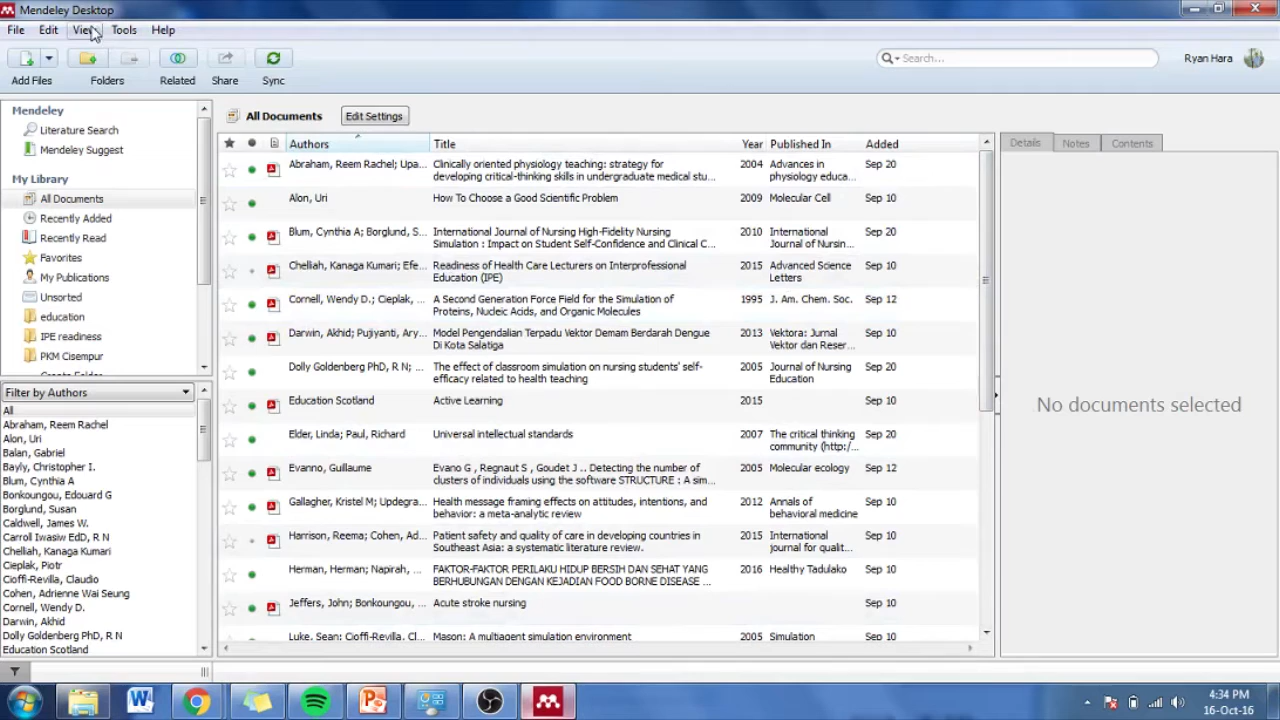 Mendeley Desktop
File Edit View Tools Help
Add Files Folders Related Share Sync
Search...
Ryan Hara
Mendeley
Literature Search
Mendeley Suggest
My Library
All Documents
Recently Added
Recently Read
Favorites
My Publications
Unsorted
education
IPE readiness
PKM Cisempur
Create Folder
Filter by Authors
All
Abraham, Reem Rachel
Alon, Uri
Balan, Gabriel
Bayly, Christopher I.
Blum, Cynthia A
Bonkoungou, Edouard G
Borglund, Susan
Caldwell, James W.
Carroll Iwasiw EdD, R N
Chelliah, Kanaga Kumari
Cieplak, Piotr
Cioffi-Revilla, Claudio
Cohen, Adrienne Wai Seung
Cornell, Wendy D.
Darwin, Akhid
Dolly Goldenberg PhD, R N
Education Scotland
All Documents Edit Settings
Authors Title Year Published In Added
Abraham, Reem Rachel; Upa... Clinically oriented physiology teaching: strategy for 2004 Advances in Sep 20
developing critical-thinking skills in undergraduate medical stu... physiology educa...
Alon, Uri How To Choose a Good Scientific Problem 2009 Molecular Cell Sep 10
Blum, Cynthia A; Borglund, S... International Journal of Nursing High-Fidelity Nursing 2010 International Sep 20
Simulation : Impact on Student Self-Confidence and Clinical C... Journal of Nursin...
Chelliah, Kanaga Kumari; Efe... Readiness of Health Care Lecturers on Interprofessional 2015 Advanced Science Sep 10
Education (IPE) Letters
Cornell, Wendy D.; Cieplak, ... A Second Generation Force Field for the Simulation of 1995 J. Am. Chem. Soc. Sep 12
Proteins, Nucleic Acids, and Organic Molecules
Darwin, Akhid; Pujiyanti, Ary... Model Pengendalian Terpadu Vektor Demam Berdarah Dengue 2013 Vektora: Jurnal Sep 10
Di Kota Salatiga Vektor dan Reser...
Dolly Goldenberg PhD, R N; ... The effect of classroom simulation on nursing students' self- 2005 Journal of Nursing Sep 20
efficacy related to health teaching Education
Education Scotland Active Learning 2015 Sep 10
Elder, Linda; Paul, Richard Universal intellectual standards 2007 The critical thinking Sep 20
community (http:/...
Evanno, Guillaume Evano G , Regnaut S , Goudet J .. Detecting the number of 2005 Molecular ecology Sep 12
clusters of individuals using the software STRUCTURE : A sim...
Gallagher, Kristel M; Updegra... Health message framing effects on attitudes, intentions, and 2012 Annals of Sep 10
behavior: a meta-analytic review behavioral medicine
Harrison, Reema; Cohen, Ad... Patient safety and quality of care in developing countries in 2015 International Sep 10
Southeast Asia: a systematic literature review. journal for qualit...
Herman, Herman; Napirah, ... FAKTOR-FAKTOR PERILAKU HIDUP BERSIH DAN SEHAT YANG 2016 Healthy Tadulako Sep 10
BERHUBUNGAN DENGAN KEJADIAN FOOD BORNE DISEASE ...
Jeffers, John; Bonkoungou, ... Acute stroke nursing Sep 10
Luke, Sean; Cioffi-Revilla, Cl... Mason: A multiagent simulation environment 2005 Simulation Sep 10
Details Notes Contents
No documents selected
4:34 PM
16-Oct-16